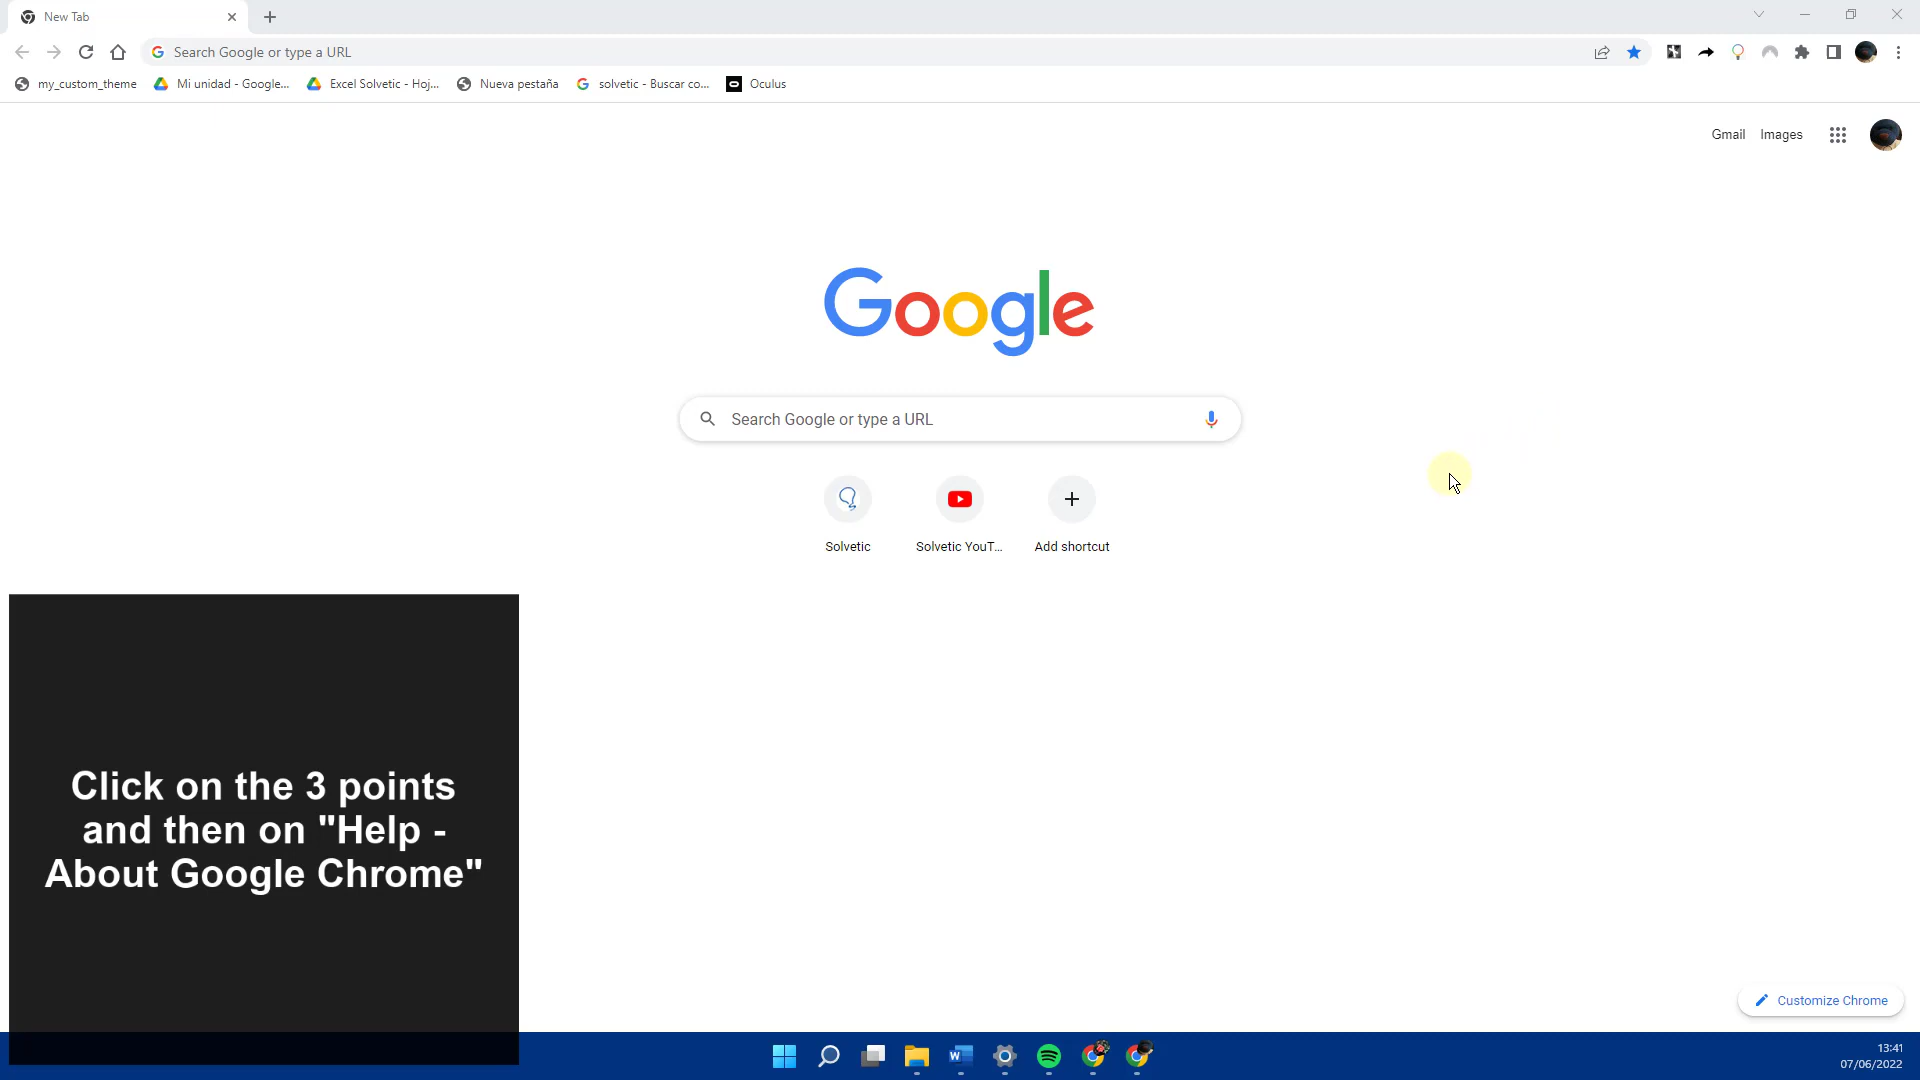 New Tab
Search Google or type a URL
my_custom_theme
Mi unidad - Google...
Excel Solvetic - Hoj...
Nueva pestaña
solvetic - Buscar co...
Oculus
Gmail
Images
Google
Search Google or type a URL
Solvetic
Solvetic YouT...
Add shortcut
Click on the 3 points
and then on "Help -
About Google Chrome"
Customize Chrome
13:41
07/06/2022